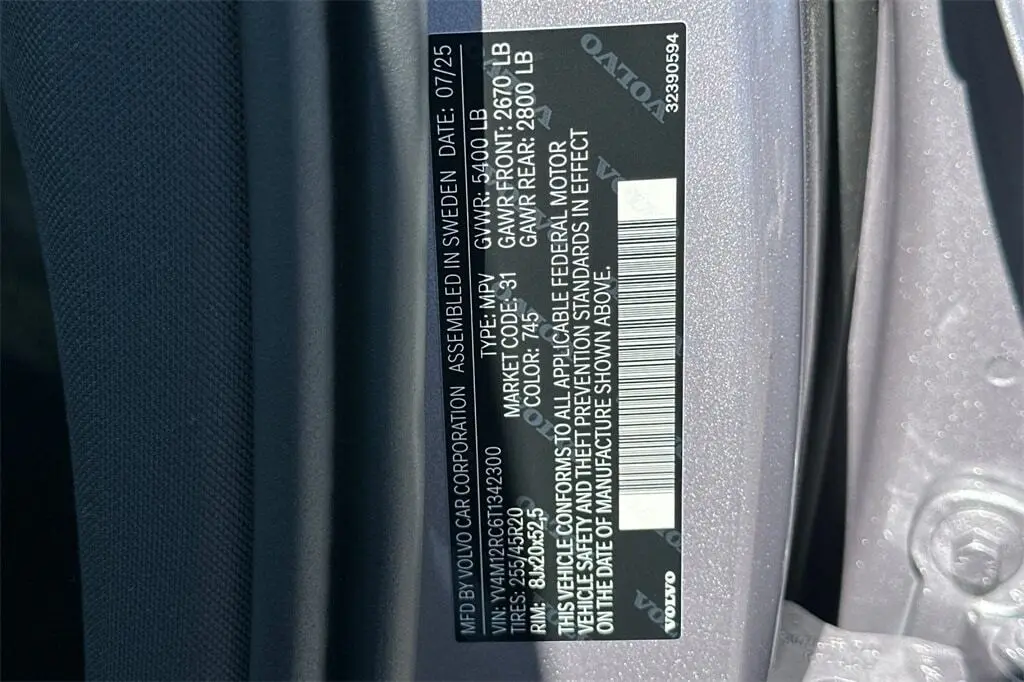 MFD BY VOLVO CAR CORPORATION ASSEMBLED IN SWEDEN DATE: 07/25
VIN: YV4M12RC6T1342300 TYPE: MPV GVWR: 5400 LB
TIRES: 255/45R20 MARKET CODE: 31 GAWR FRONT: 2670 LB
RIM: 8Jx20x52,5 COLOR: 745 GAWR REAR: 2800 LB
THIS VEHICLE CONFORMS TO ALL APPLICABLE FEDERAL MOTOR
VEHICLE SAFETY AND THEFT PREVENTION STANDARDS IN EFFECT
ON THE DATE OF MANUFACTURE SHOWN ABOVE.
VOLVO 32390594